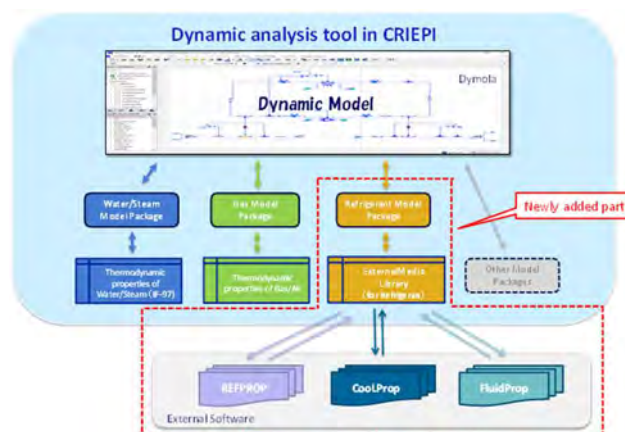 Dynamic analysis tool in CRIEPI
Dymola
Dynamic Model
Water/Steam
Model Package
Gas Model
Package
Refrigerant Model
Package
Newly added part
Thermodynamic
properties of
Water/Steam (IF-97)
Thermodynamic
properties of Gas/Air
ExternalMedia
Library
(for Refrigerant)
Other Model
Packages
REFPROP
CoolProp
FluidProp
External Software